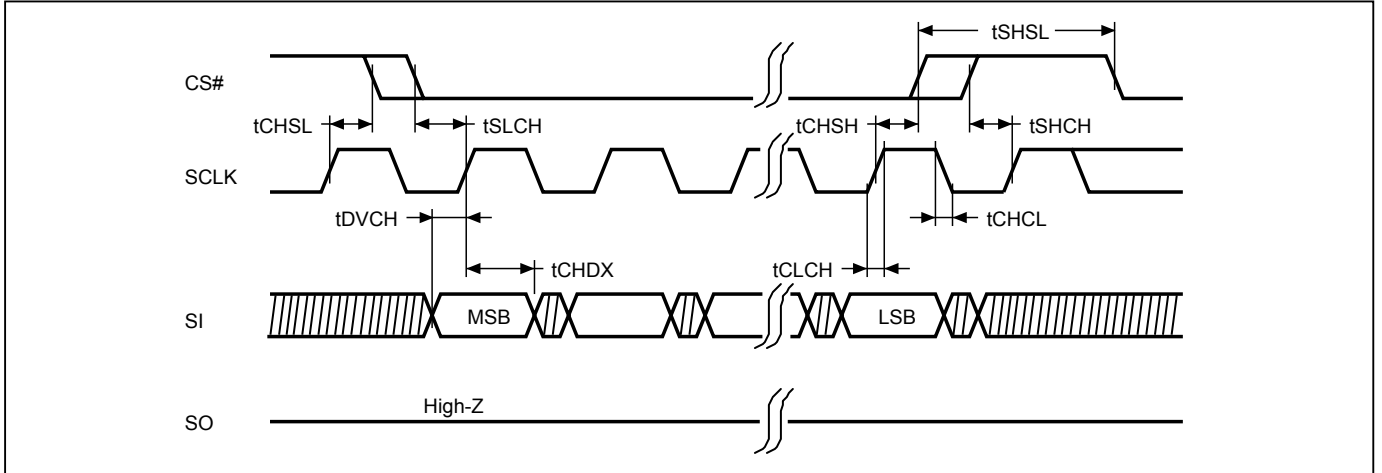 tSHSL
CS#
tCHSL tSLCH tCHSH tSHCH
SCLK
tDVCH tCHCL
tCHDX tCLCH
SI MSB LSB
High-Z
SO